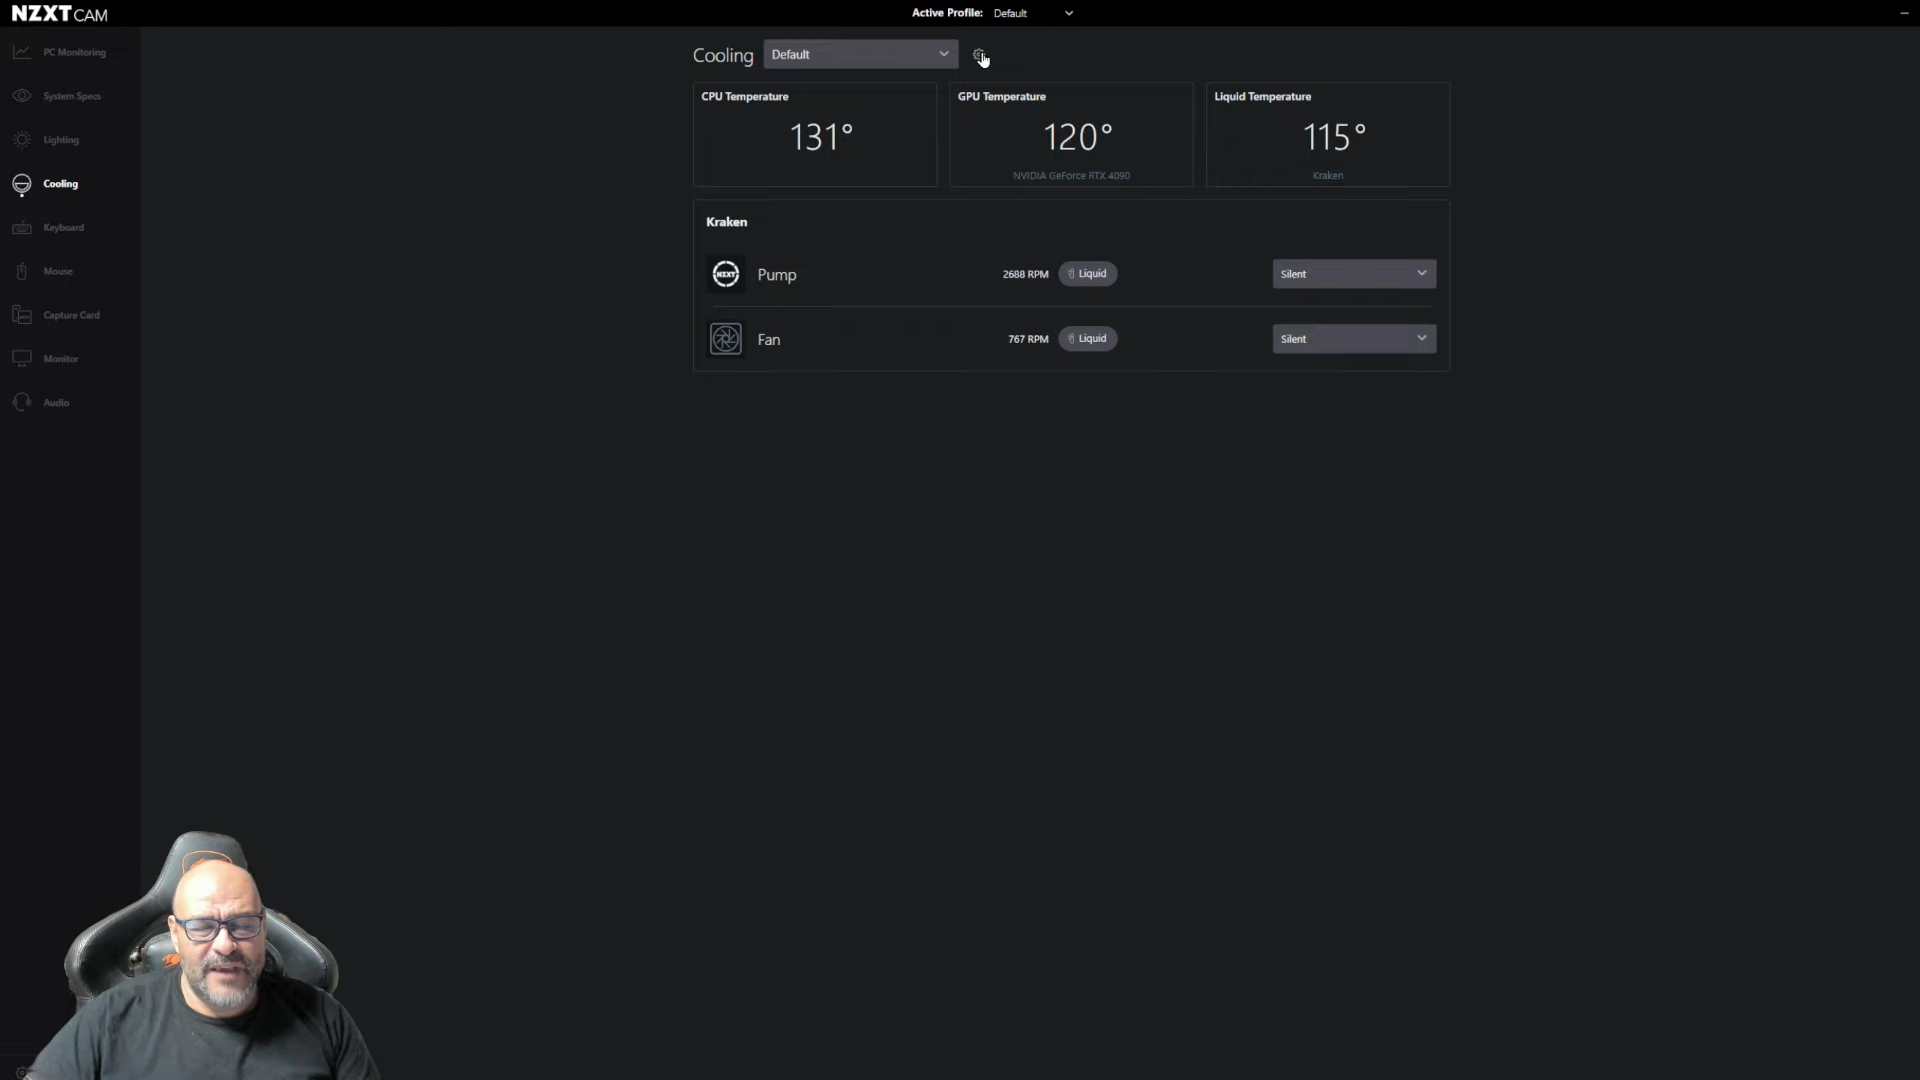 NZXT CAM
Active Profile: Default
PC Monitoring
System Specs
Lighting
Cooling
Keyboard
Mouse
Capture Card
Monitor
Audio
Cooling Default
CPU Temperature
131°
GPU Temperature
120°
NVIDIA GeForce RTX 4090
Liquid Temperature
115°
Kraken
Kraken
NZXT Pump 2688 RPM Liquid Silent
Fan 767 RPM Liquid Silent